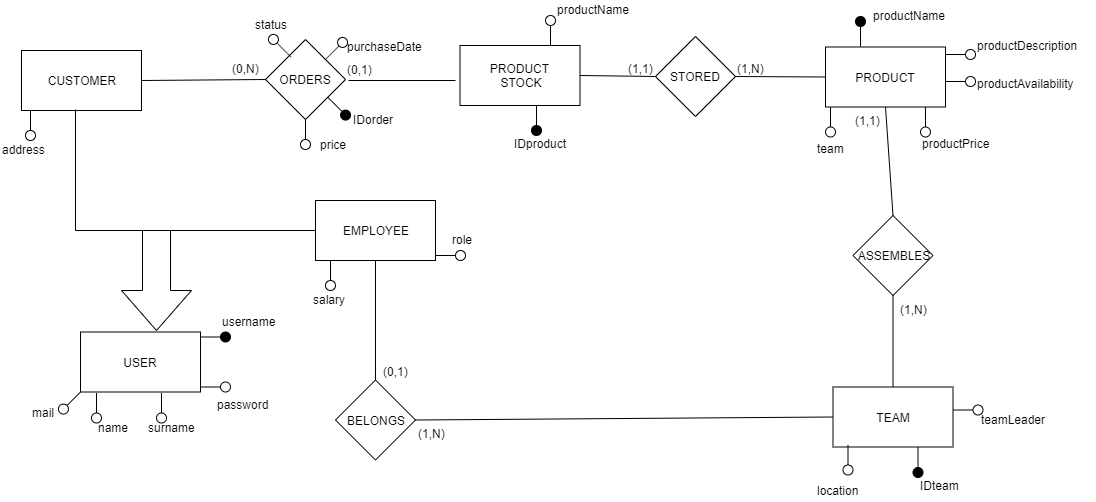 productName
productName
status
purchaseDate
productDescription
CUSTOMER
(0,N)
ORDERS
(0,1)
PRODUCT
STOCK
(1,1)
STORED
(1,N)
PRODUCT
productAvailability
address
IDorder
price
IDproduct
team
(1,1)
productPrice
EMPLOYEE
role
ASSEMBLES
salary
(1,N)
username
USER
(0,1)
password
mail
name
surname
BELONGS
(1,N)
TEAM
teamLeader
location
IDteam